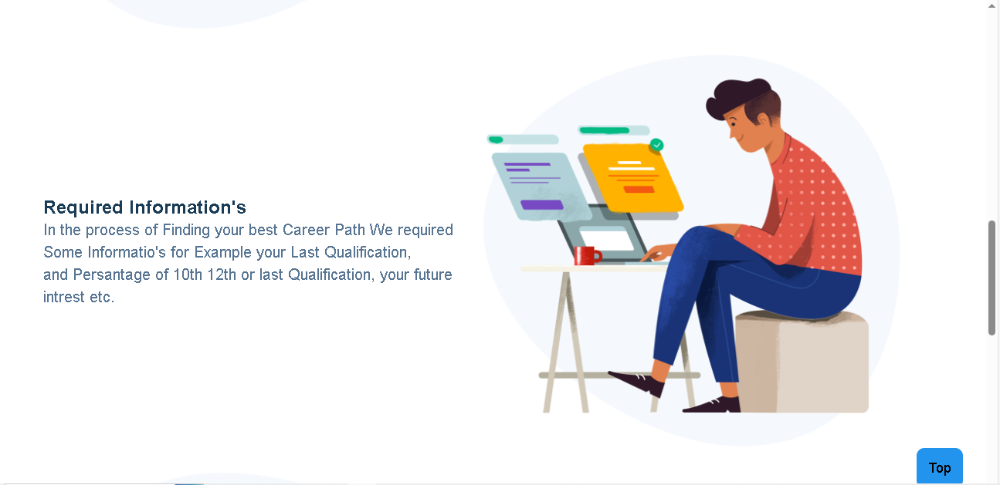 Required Information's
In the process of Finding your best Career Path We required
Some Informatio's for Example your Last Qualification,
and Persantage of 10th 12th or last Qualification, your future
intrest etc.
Top